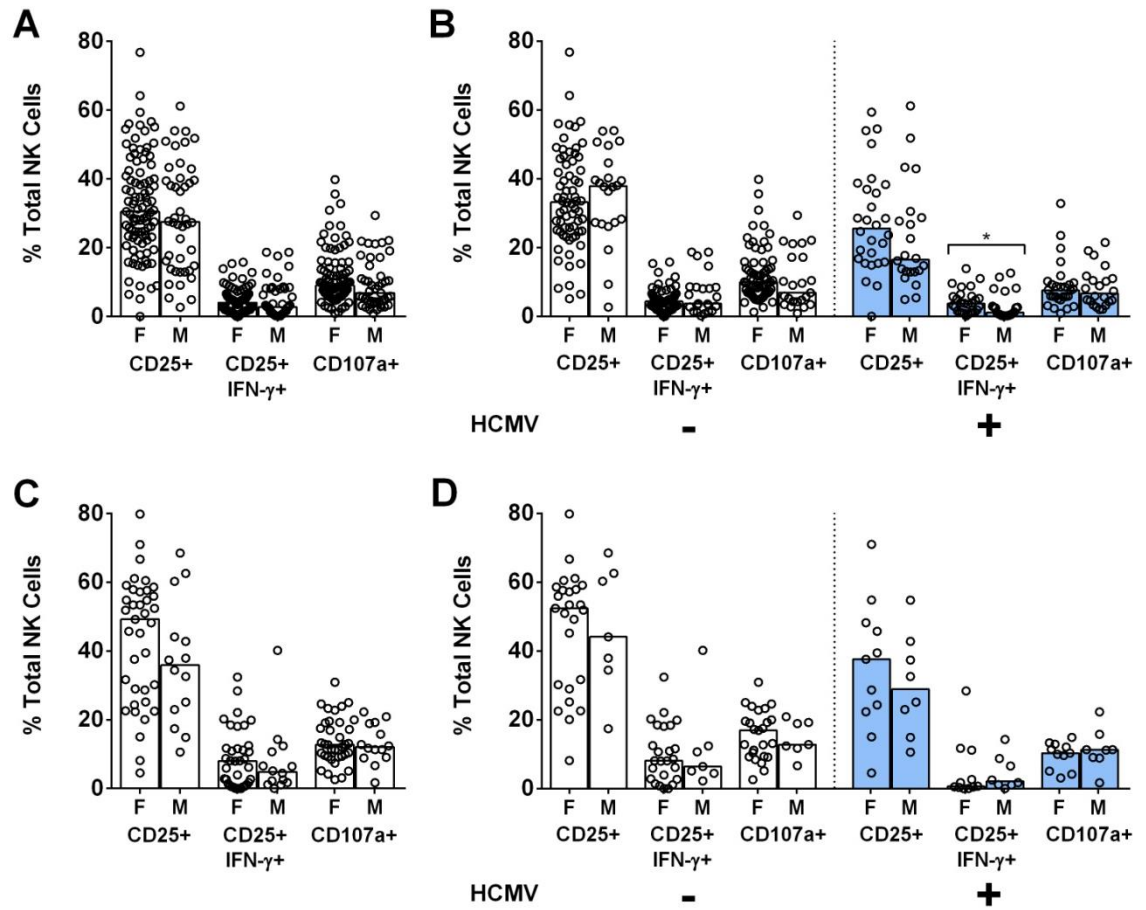 A
B
% Total NK Cells
80
60
40
20
0
F M F M F M
CD25+ CD25+ CD107a+
IFN-γ+
% Total NK Cells
80
60
40
20
0
*
F M F M F M F M F M F M
CD25+ CD25+ CD107a+ CD25+ CD25+ CD107a+
IFN-γ+ IFN-γ+
HCMV - +
C
D
% Total NK Cells
80
60
40
20
0
F M F M F M
CD25+ CD25+ CD107a+
IFN-γ+
% Total NK Cells
80
60
40
20
0
F M F M F M F M F M F M
CD25+ CD25+ CD107a+ CD25+ CD25+ CD107a+
IFN-γ+ IFN-γ+
HCMV - +